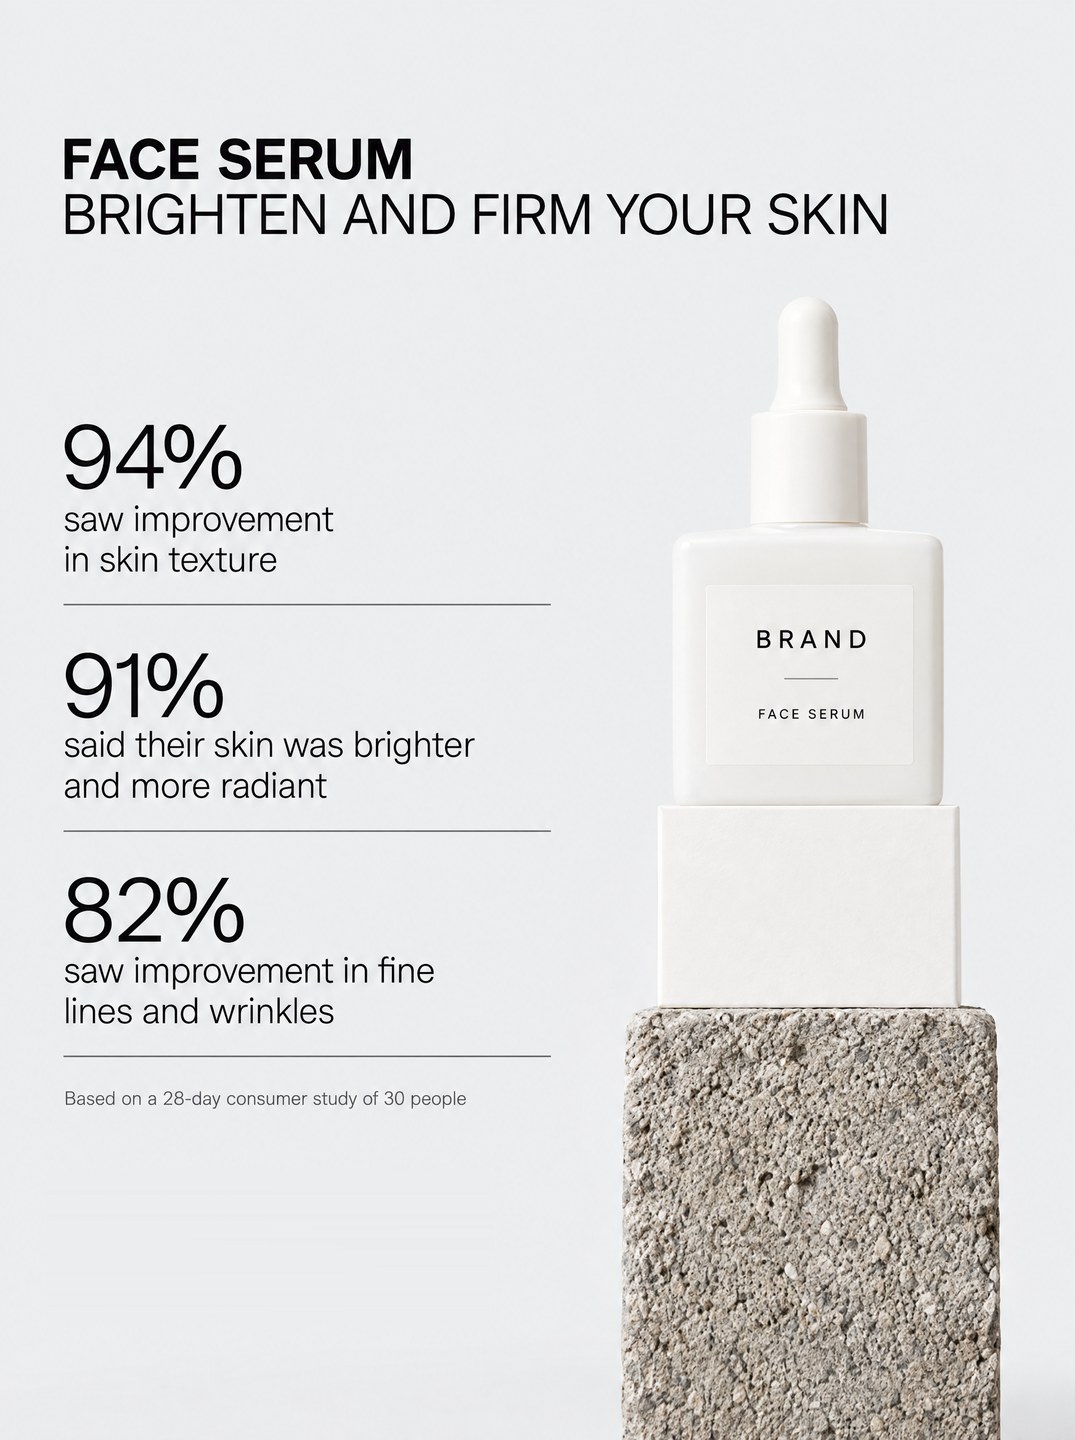 FACE SERUM
BRIGHTEN AND FIRM YOUR SKIN
94%
saw improvement
in skin texture
91%
said their skin was brighter
and more radiant
82%
saw improvement in fine
lines and wrinkles
Based on a 28-day consumer study of 30 people
BRAND
FACE SERUM